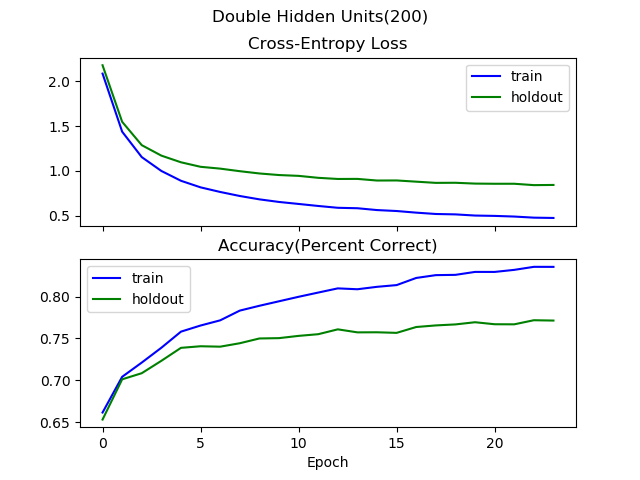 Double Hidden Units(200)
Cross-Entropy Loss
2.0
1.5
1.0
0.5
train
holdout
Accuracy(Percent Correct)
train
holdout
0.80
0.75
0.70
0.65
0 5 10 15 20
Epoch